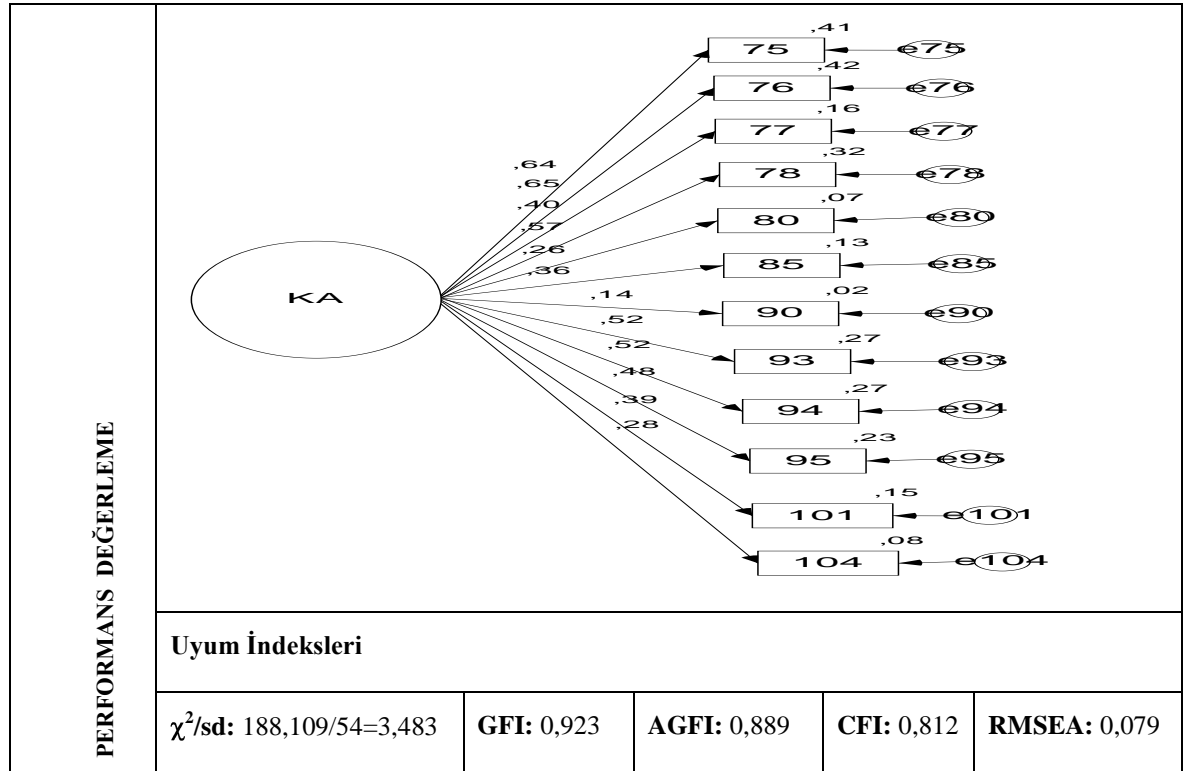 PERFORMANS DEĞERLEME
,41
75
e75
,42
76
e76
,16
77
e77
,32
78
e78
,07
80
e80
,13
85
e85
,02
90
e90
,27
93
e93
,27
94
e94
,23
95
e95
,15
101
e101
,08
104
e104
,64
,65
,40
,57
,26
,36
,14
,52
,52
,48
,39
,28
KA
Uyum İndeksleri
χ²/sd: 188,109/54=3,483 GFI: 0,923 AGFI: 0,889 CFI: 0,812 RMSEA: 0,079